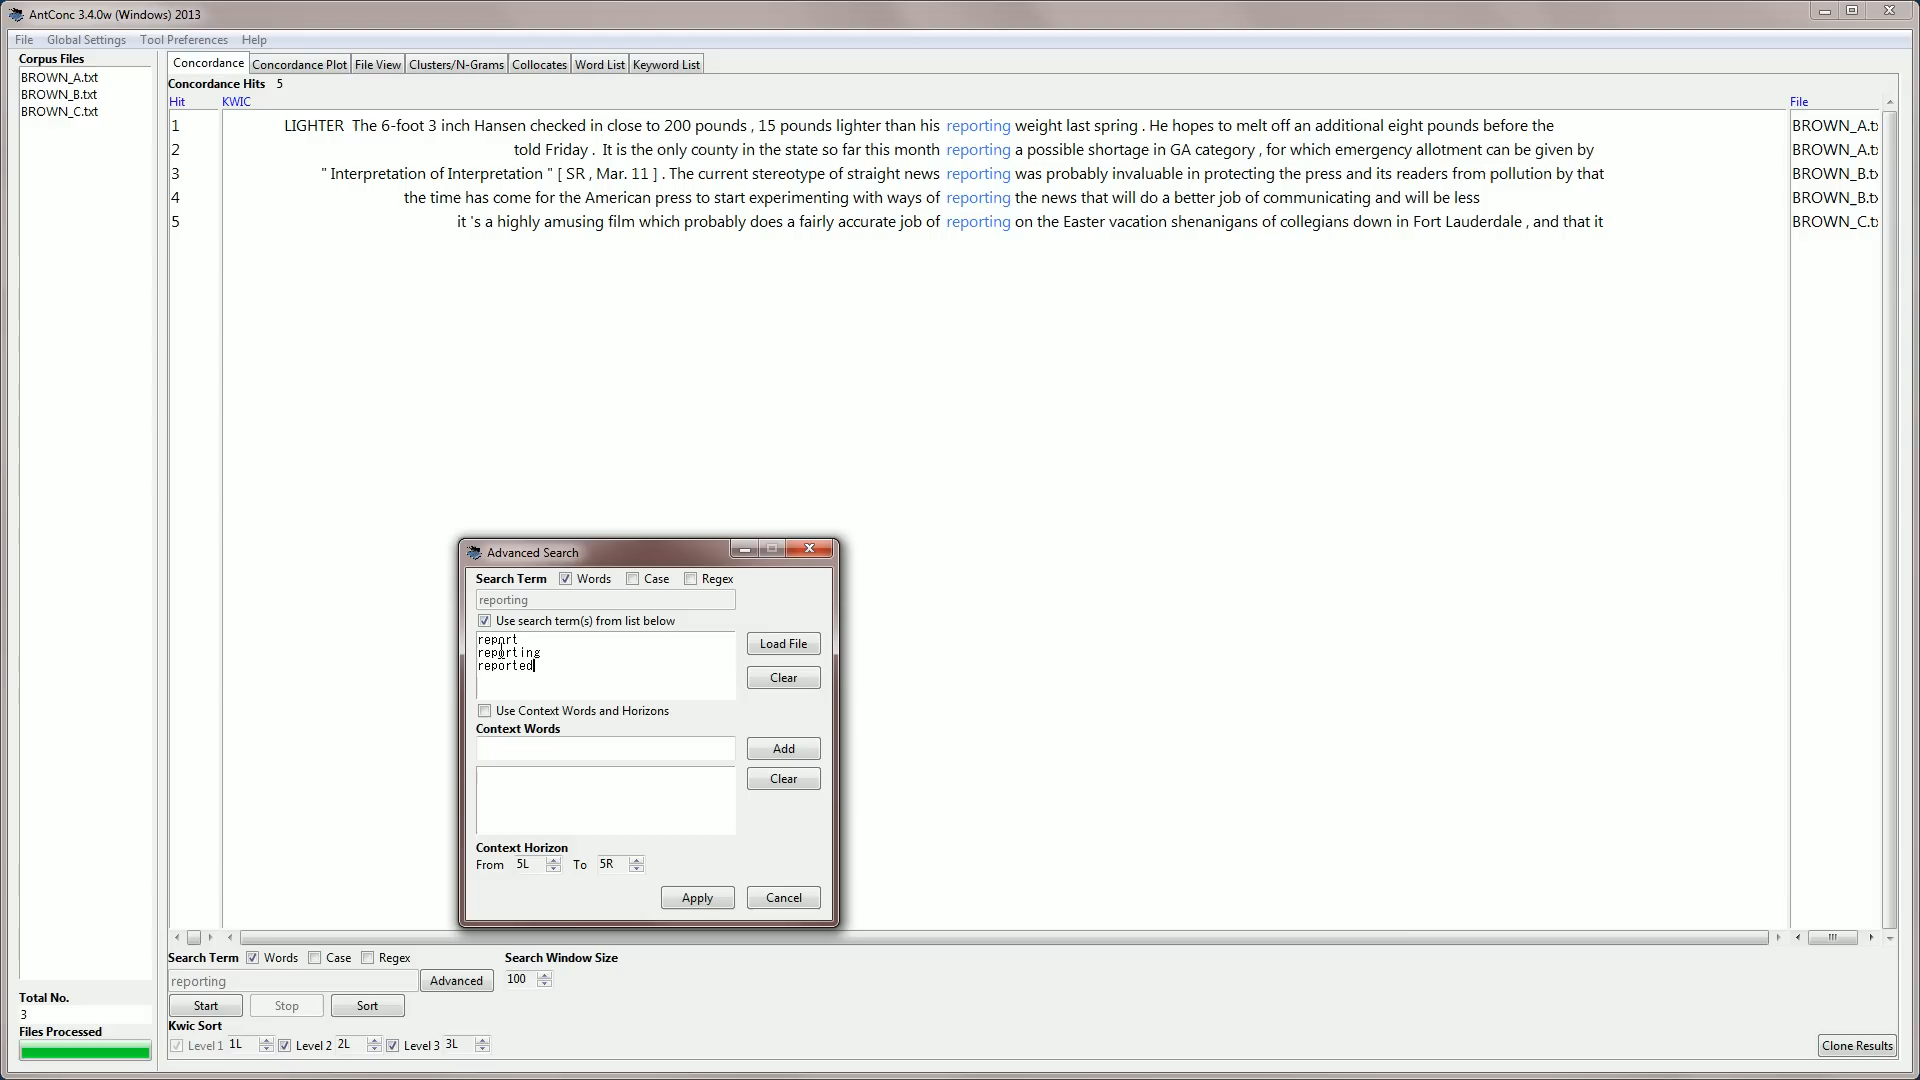 AntConc 3.4.0w (Windows) 2013
File Global Settings Tool Preferences Help
Corpus Files
BROWN_A.txt
BROWN_B.txt
BROWN_C.txt
Total No.
3
Files Processed
Concordance Concordance Plot File View Clusters/N-Grams Collocates Word List Keyword List
Concordance Hits 5
Hit KWIC File
1 LIGHTER The 6-foot 3 inch Hansen checked in close to 200 pounds , 15 pounds lighter than his reporting weight last spring . He hopes to melt off an additional eight pounds before the BROWN_A.t
2 told Friday . It is the only county in the state so far this month reporting a possible shortage in GA category , for which emergency allotment can be given by BROWN_A.t
3 " Interpretation of Interpretation " [ SR , Mar. 11 ] . The current stereotype of straight news reporting was probably invaluable in protecting the press and its readers from pollution by that BROWN_B.t
4 the time has come for the American press to start experimenting with ways of reporting the news that will do a better job of communicating and will be less BROWN_B.t
5 it 's a highly amusing film which probably does a fairly accurate job of reporting on the Easter vacation shenanigans of collegians down in Fort Lauderdale , and that it BROWN_C.t
Advanced Search
Search Term Words Case Regex
reporting
Use search term(s) from list below
report
reporting
reported
Load File
Clear
Use Context Words and Horizons
Context Words
Add
Clear
Context Horizon
From 5L To 5R
Apply Cancel
Search Term Words Case Regex Search Window Size
reporting Advanced 100
Start Stop Sort
Kwic Sort
Level 1 1L Level 2 2L Level 3 3L
Clone Results